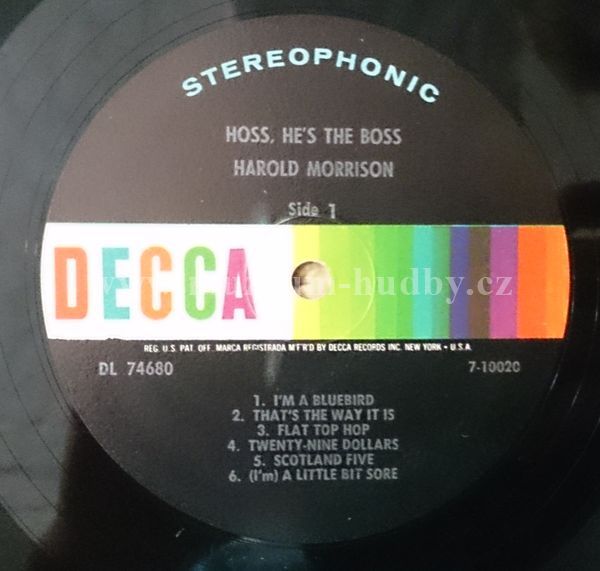 STEREOPHONIC
HOSS, HE'S THE BOSS
HAROLD MORRISON
Side 1
DECCA
-hudby.cz
REG. U.S. PAT. OFF. MARCA REGISTRADA M'F'R'D BY DECCA RECORDS INC. NEW YORK - U.S.A.
DL 74680
7-10020
1. I'M A BLUEBIRD
2. THAT'S THE WAY IT IS
3. FLAT TOP HOP
4. TWENTY-NINE DOLLARS
5. SCOTLAND FIVE
6. (I'm) A LITTLE BIT SORE